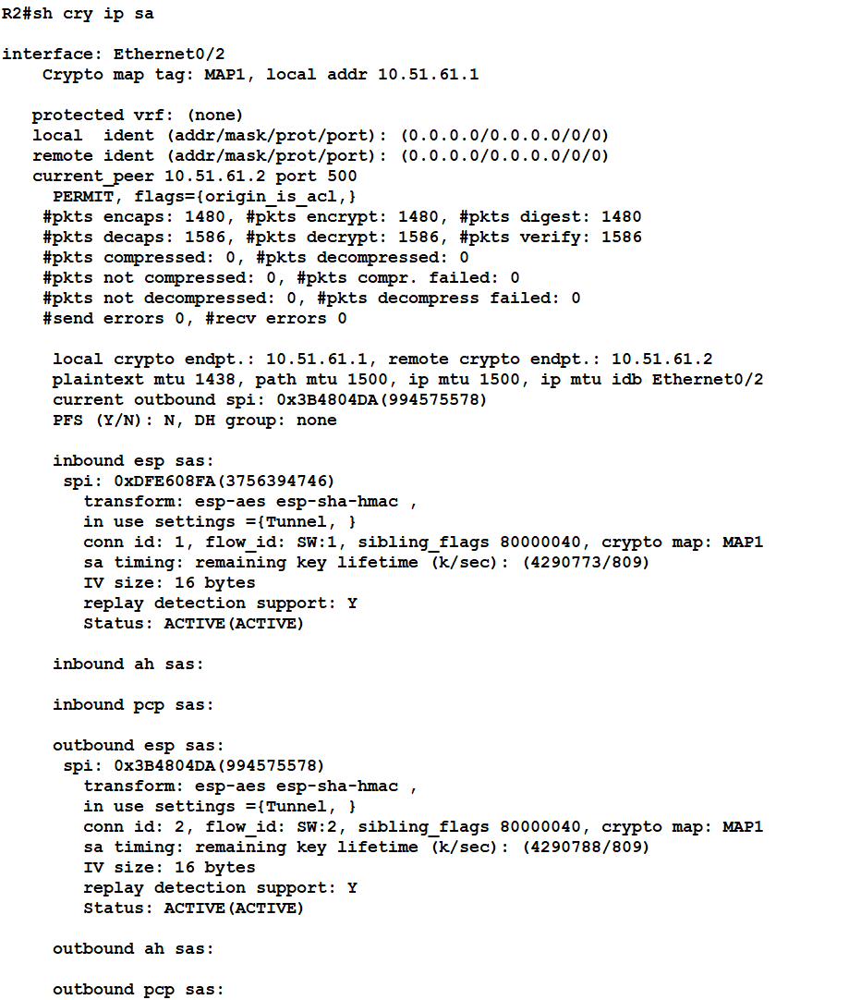 R2#sh cry ip sa
interface: Ethernet0/2
Crypto map tag: MAP1, local addr 10.51.61.1
protected vrf: (none)
local  ident (addr/mask/prot/port): (0.0.0.0/0.0.0.0/0/0)
remote ident (addr/mask/prot/port): (0.0.0.0/0.0.0.0/0/0)
current_peer 10.51.61.2 port 500
PERMIT, flags={origin_is_acl,}
#pkts encaps: 1480, #pkts encrypt: 1480, #pkts digest: 1480
#pkts decaps: 1586, #pkts decrypt: 1586, #pkts verify: 1586
#pkts compressed: 0, #pkts decompressed: 0
#pkts not compressed: 0, #pkts compr. failed: 0
#pkts not decompressed: 0, #pkts decompress failed: 0
#send errors 0, #recv errors 0
local crypto endpt.: 10.51.61.1, remote crypto endpt.: 10.51.61.2
plaintext mtu 1438, path mtu 1500, ip mtu 1500, ip mtu idb Ethernet0/2
current outbound spi: 0x3B4804DA(994575578)
PFS (Y/N): N, DH group: none
inbound esp sas:
spi: 0xDFE608FA(3756394746)
transform: esp-aes esp-sha-hmac ,
in use settings ={Tunnel, }
conn id: 1, flow_id: SW:1, sibling_flags 80000040, crypto map: MAP1
sa timing: remaining key lifetime (k/sec): (4290773/809)
IV size: 16 bytes
replay detection support: Y
Status: ACTIVE(ACTIVE)
inbound ah sas:
inbound pcp sas:
outbound esp sas:
spi: 0x3B4804DA(994575578)
transform: esp-aes esp-sha-hmac ,
in use settings ={Tunnel, }
conn id: 2, flow_id: SW:2, sibling_flags 80000040, crypto map: MAP1
sa timing: remaining key lifetime (k/sec): (4290788/809)
IV size: 16 bytes
replay detection support: Y
Status: ACTIVE(ACTIVE)
outbound ah sas:
outbound pcp sas: